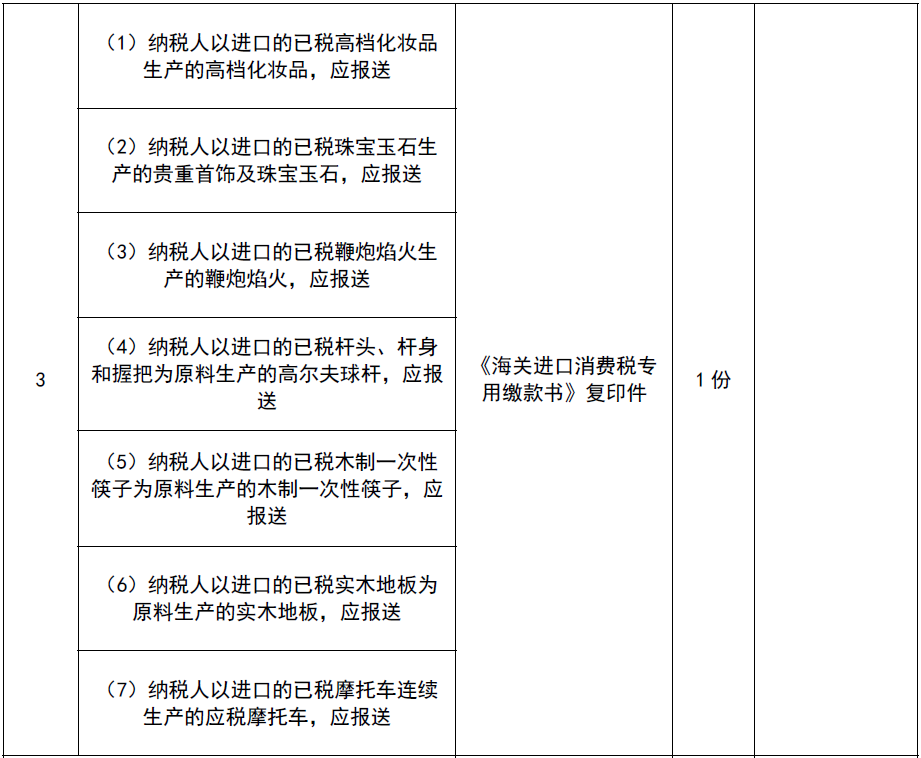 3
（1）纳税人以进口的已税高档化妆品
生产的高档化妆品，应报送
（2）纳税人以进口的已税珠宝玉石生
产的贵重首饰及珠宝玉石，应报送
（3）纳税人以进口的已税鞭炮焰火生
产的鞭炮焰火，应报送
（4）纳税人以进口的已税杆头、杆身
和握把为原料生产的高尔夫球杆，应报
送
（5）纳税人以进口的已税木制一次性
筷子为原料生产的木制一次性筷子，应
报送
（6）纳税人以进口的已税实木地板为
原料生产的实木地板，应报送
（7）纳税人以进口的已税摩托车连续
生产的应税摩托车，应报送
《海关进口消费税专
用缴款书》复印件
1 份